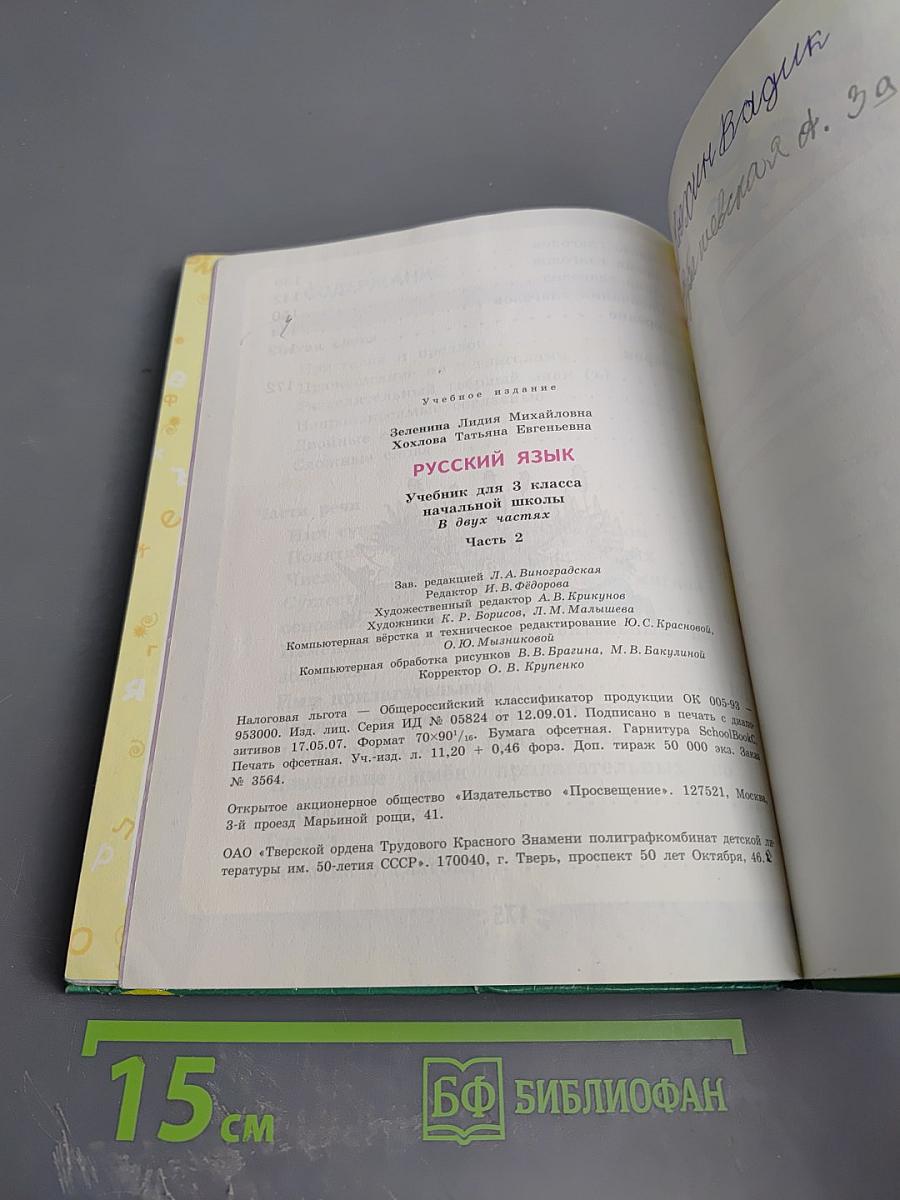 Вадик
Учебное издание
Зеленина Лидия Михайловна
Хохлова Татьяна Евгеньевна
РУССКИЙ ЯЗЫК
Учебник для 3 класса
начальной школы
В двух частях
Часть 2
Зав. редакцией Л. А. Виноградская
Редактор И. В. Фёдорова
Художественный редактор А. В. Крикунов
Художники К. Р. Борисов, Л. М. Малышева
Компьютерная вёрстка и техническое редактирование Ю. С. Красновой,
О. Ю. Мызниковой
Компьютерная обработка рисунков В. В. Брагина, М. В. Бакулиной
Корректор О. В. Крупенко
Налоговая льгота — Общероссийский классификатор продукции ОК 005-93 —
953000. Изд. лиц. Серия ИД № 05824 от 12.09.01. Подписано в печать с диапо-
зитивов 17.05.07. Формат 70×90¹/₁₆. Бумага офсетная. Гарнитура SchoolBookC.
Печать офсетная. Уч.-изд. л. 11,20 + 0,46 форз. Доп. тираж 50 000 экз. Заказ
№ 3564.
Открытое акционерное общество «Издательство «Просвещение». 127521, Москва,
3-й проезд Марьиной рощи, 41.
ОАО «Тверской ордена Трудового Красного Знамени полиграфкомбинат детской ли-
тературы им. 50-летия СССР». 170040, г. Тверь, проспект 50 лет Октября, 46.
15 см
БФ БИБЛИОФАН